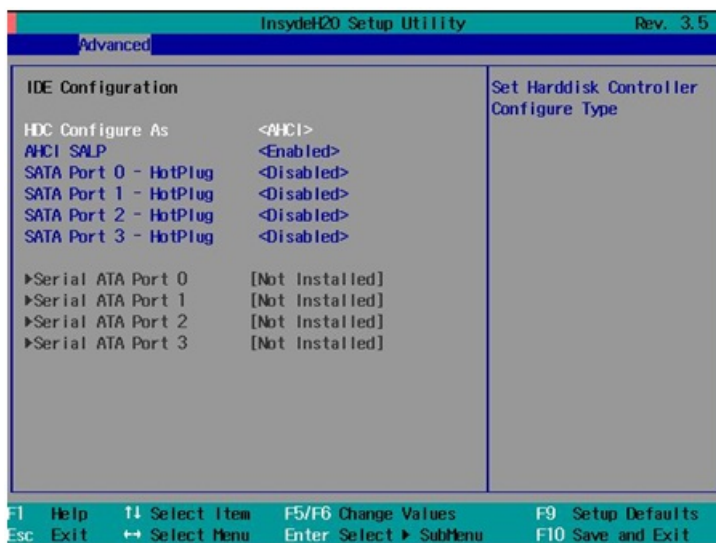 InsydeH20 Setup Utility Rev. 3.5
Advanced
IDE Configuration
HDC Configure As <AHCI>
AHCI SALP <Enabled>
SATA Port 0 - HotPlug <Disabled>
SATA Port 1 - HotPlug <Disabled>
SATA Port 2 - HotPlug <Disabled>
SATA Port 3 - HotPlug <Disabled>
▶Serial ATA Port 0 [Not Installed]
▶Serial ATA Port 1 [Not Installed]
▶Serial ATA Port 2 [Not Installed]
▶Serial ATA Port 3 [Not Installed]
Set Harddisk Controller
Configure Type
F1 Help ↑↓ Select Item F5/F6 Change Values F9 Setup Defaults
Esc Exit ↔ Select Menu Enter Select ▶ SubMenu F10 Save and Exit